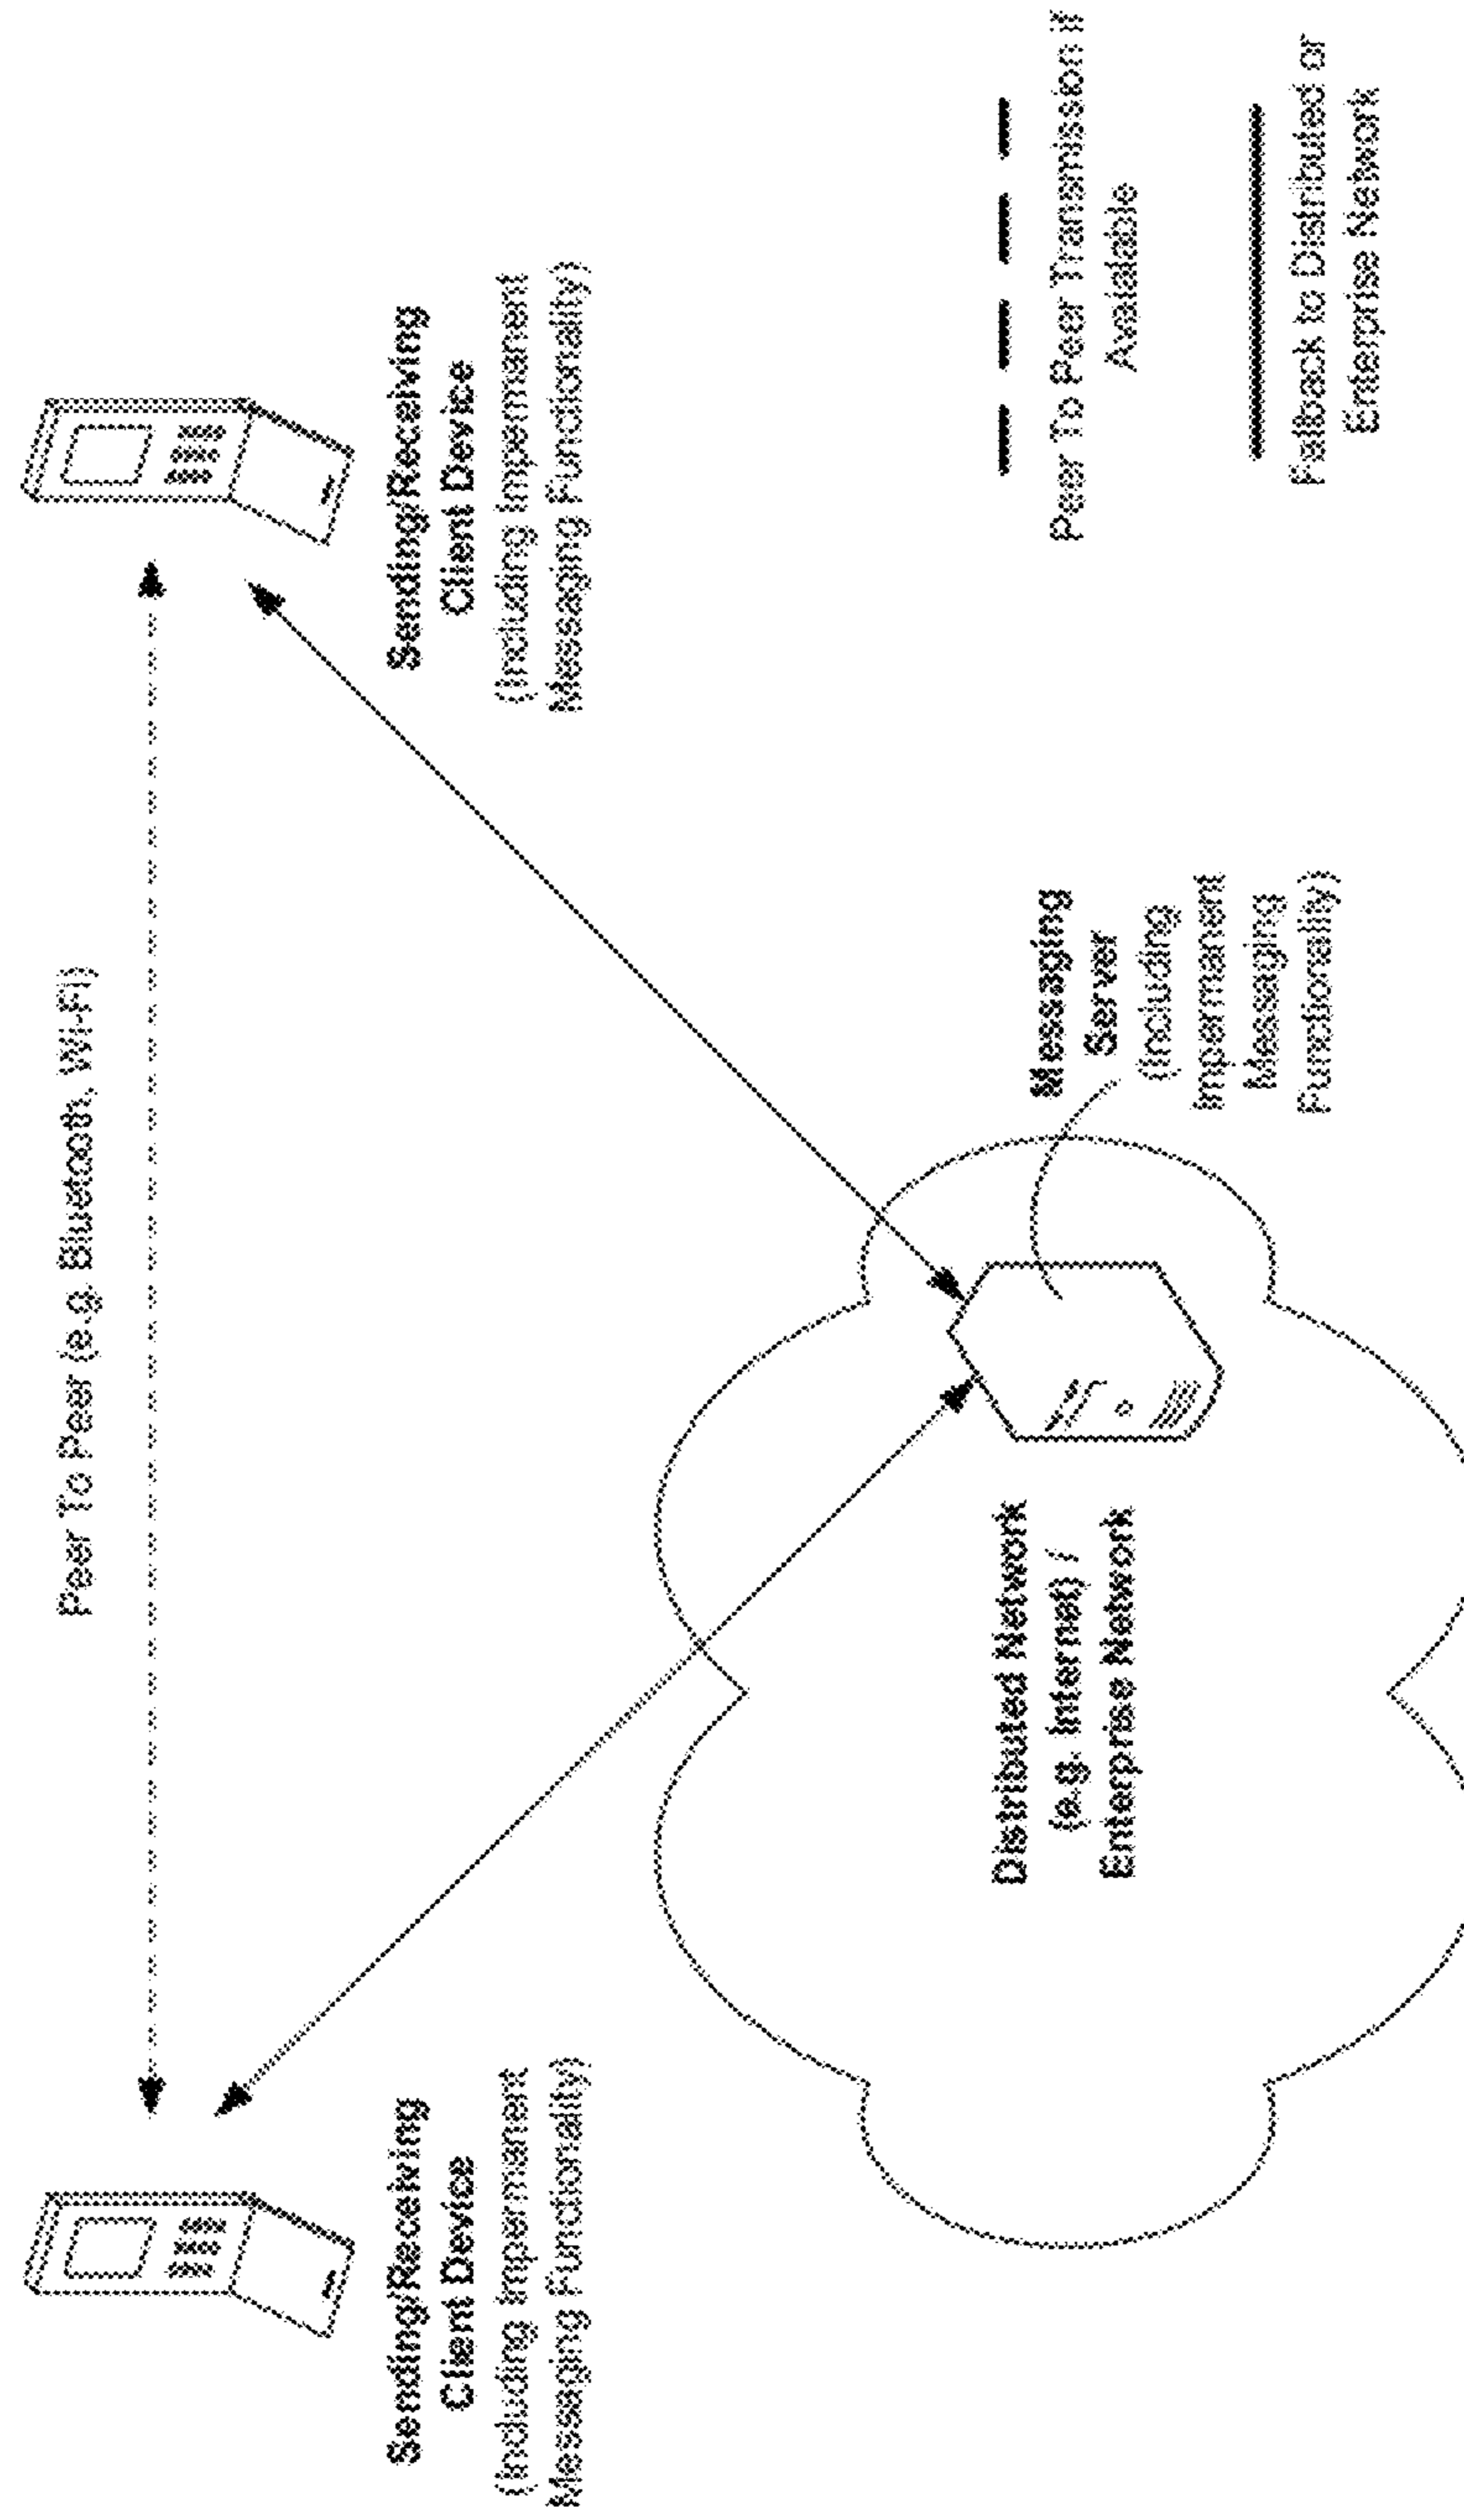 Peer To Peer (e.g. Bluetooth, Wi-Fi)
Sending/Receiving
Client Device
(Including Impermanent
Messaging Functionality)
Sending/Receiving
Client Device
(Including Impermanent
Messaging Functionality)
Distributed Network
(e.g. Internet) /
Enterprise Network
Messaging
Server
(Including
Impermanent
Messaging
Functionality)
Peer To Peer Transmission If
Available
Fallback to Distributed or
Enterprise Network